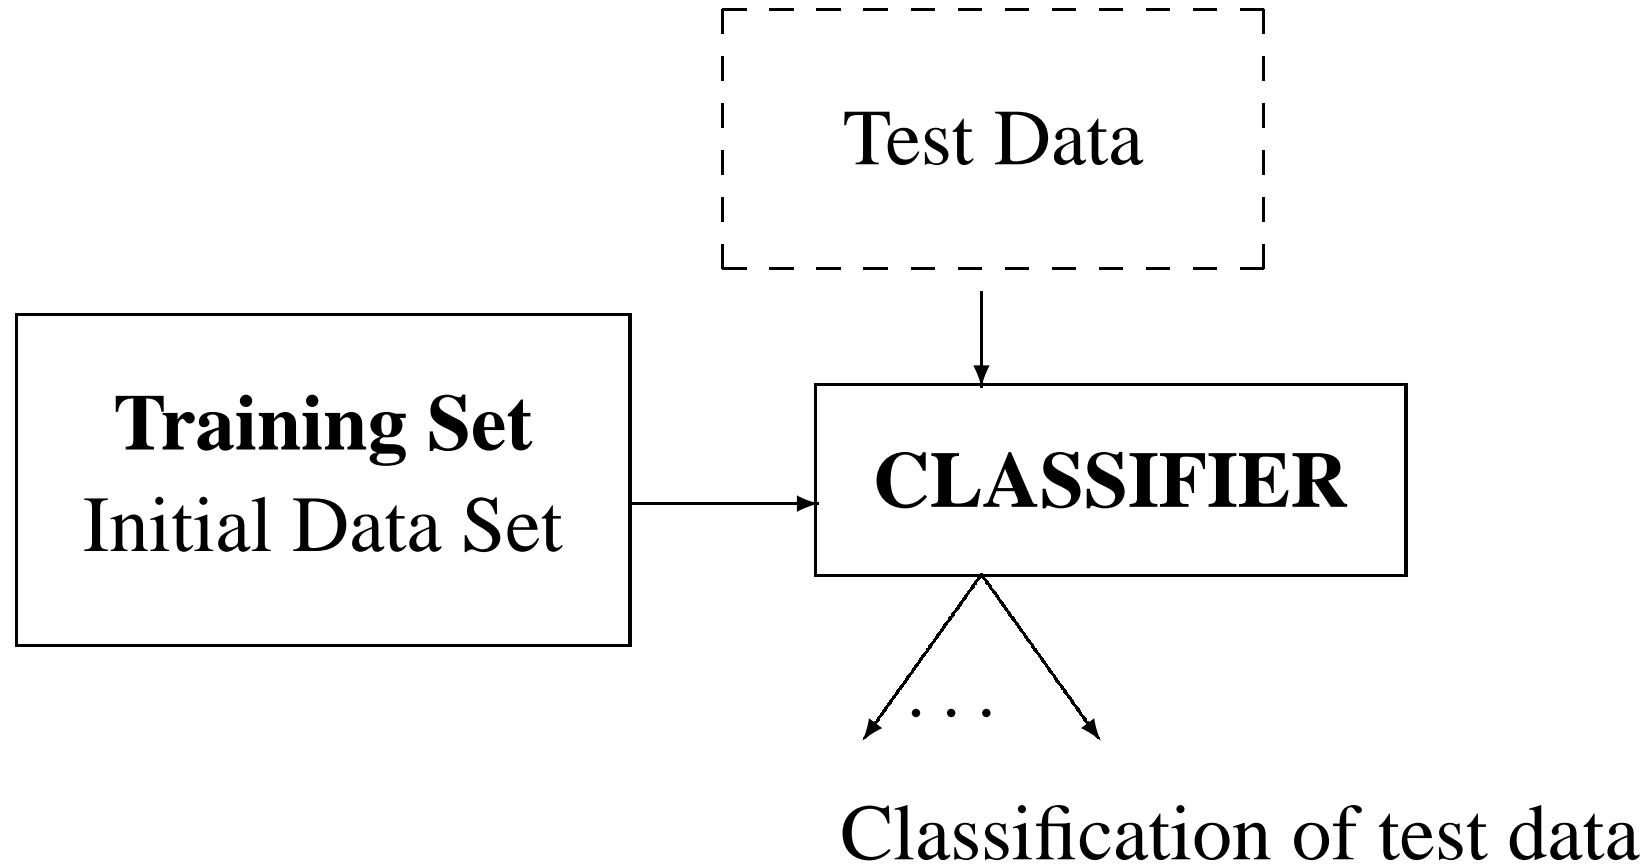 Test Data
Training Set
Initial Data Set
CLASSIFIER
. . .
Classification of test data